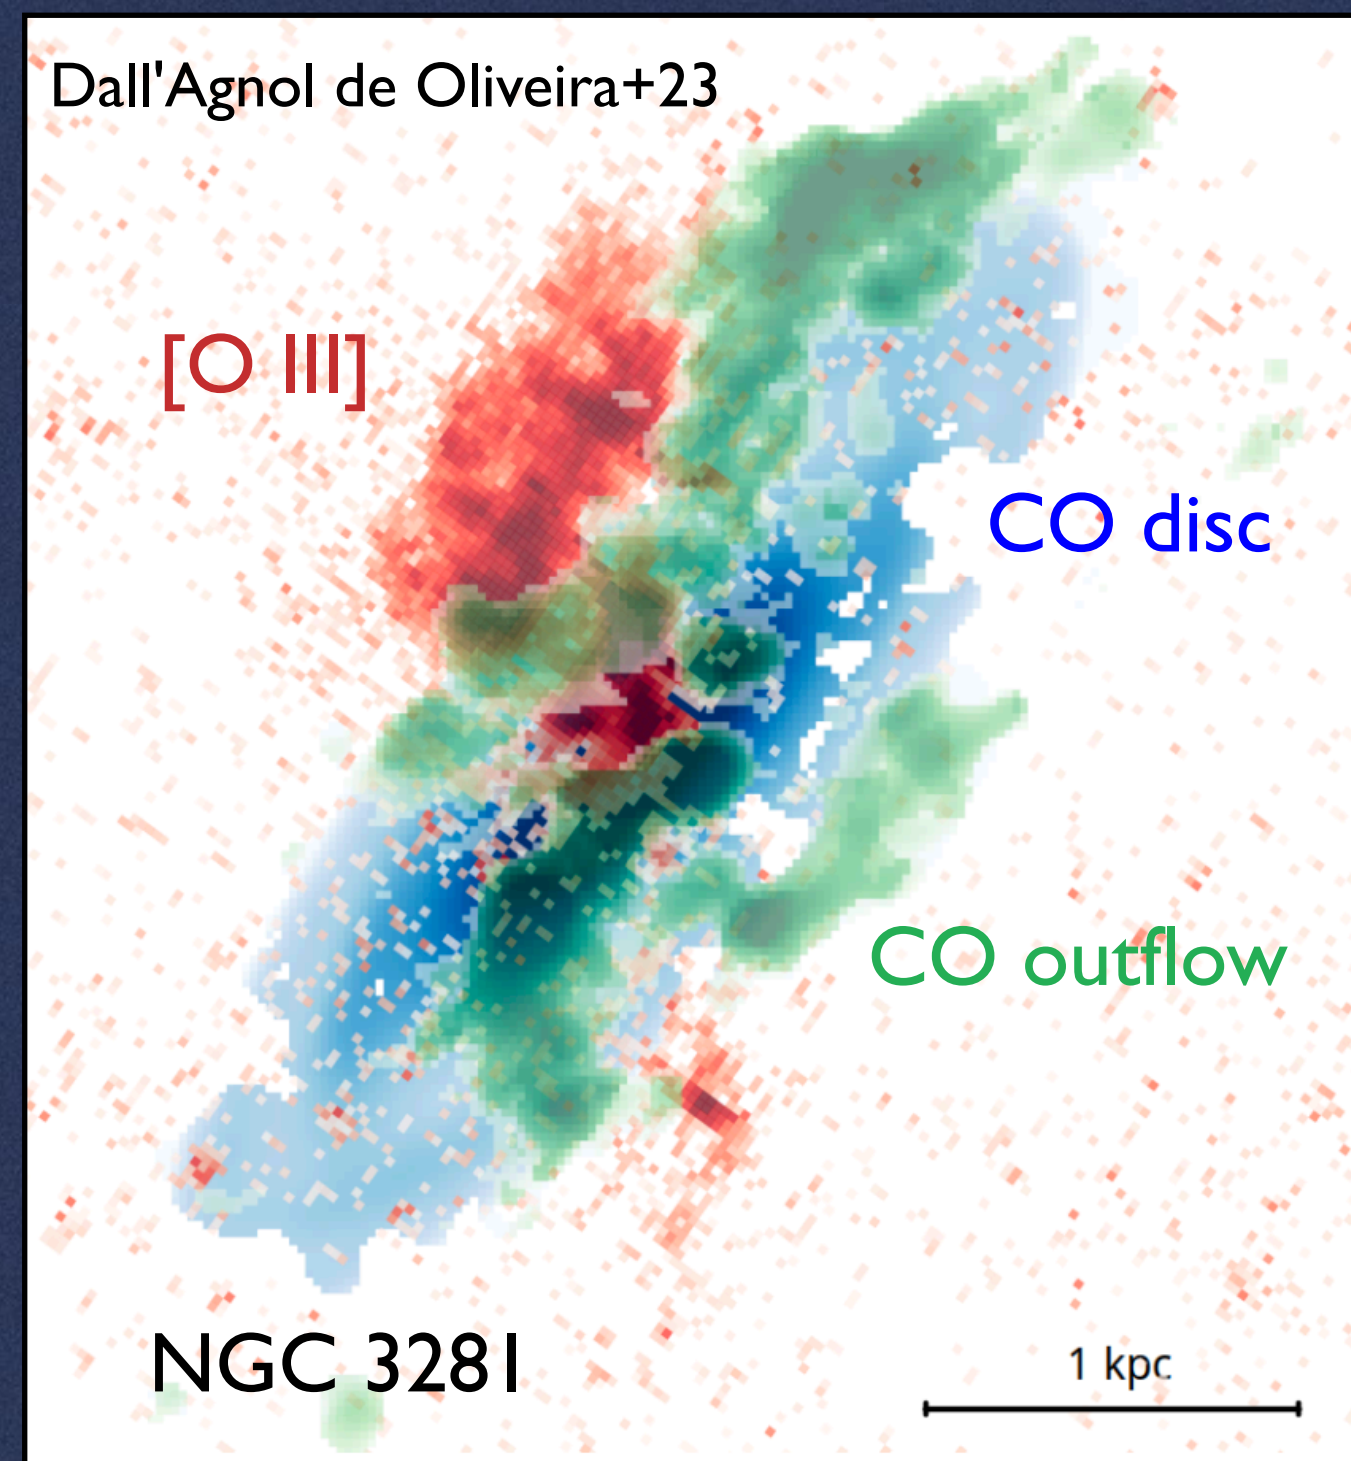 Dall'Agnol de Oliveira+23
[O III]
CO disc
CO outflow
NGC 3281
1 kpc